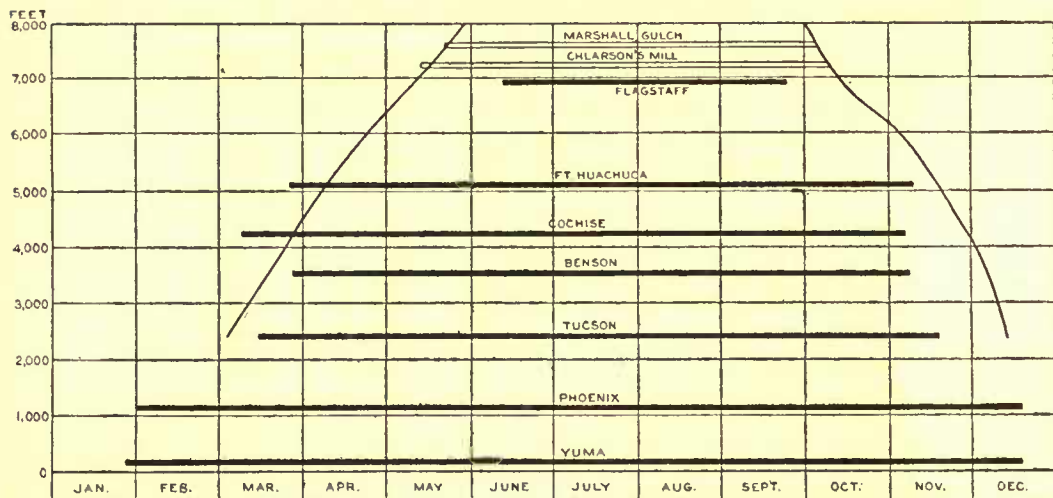 FEET
8,000
MARSHALL GULCH
CHLARSON'S MILL
7,000
FLAGSTAFF
6,000
FT HUACHUCA
5,000
COCHISE
4,000
BENSON
3,000
TUCSON
2,000
PHOENIX
1,000
YUMA
0
JAN. FEB. MAR. APR. MAY JUNE JULY AUG. SEPT. OCT. NOV. DEC.